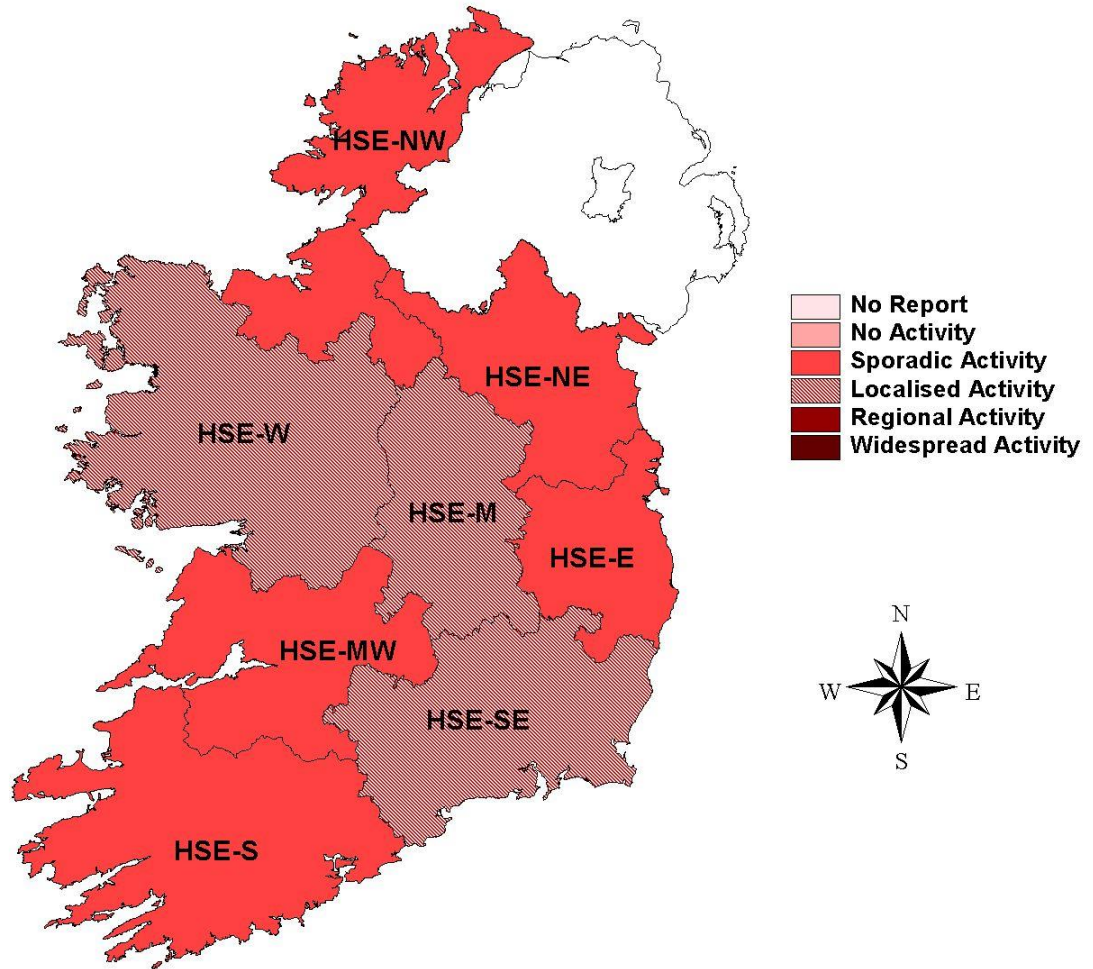 HSE-NW
HSE-NE
HSE-W
HSE-M
HSE-E
HSE-MW
HSE-SE
HSE-S
No Report
No Activity
Sporadic Activity
Localised Activity
Regional Activity
Widespread Activity
N
W E
S